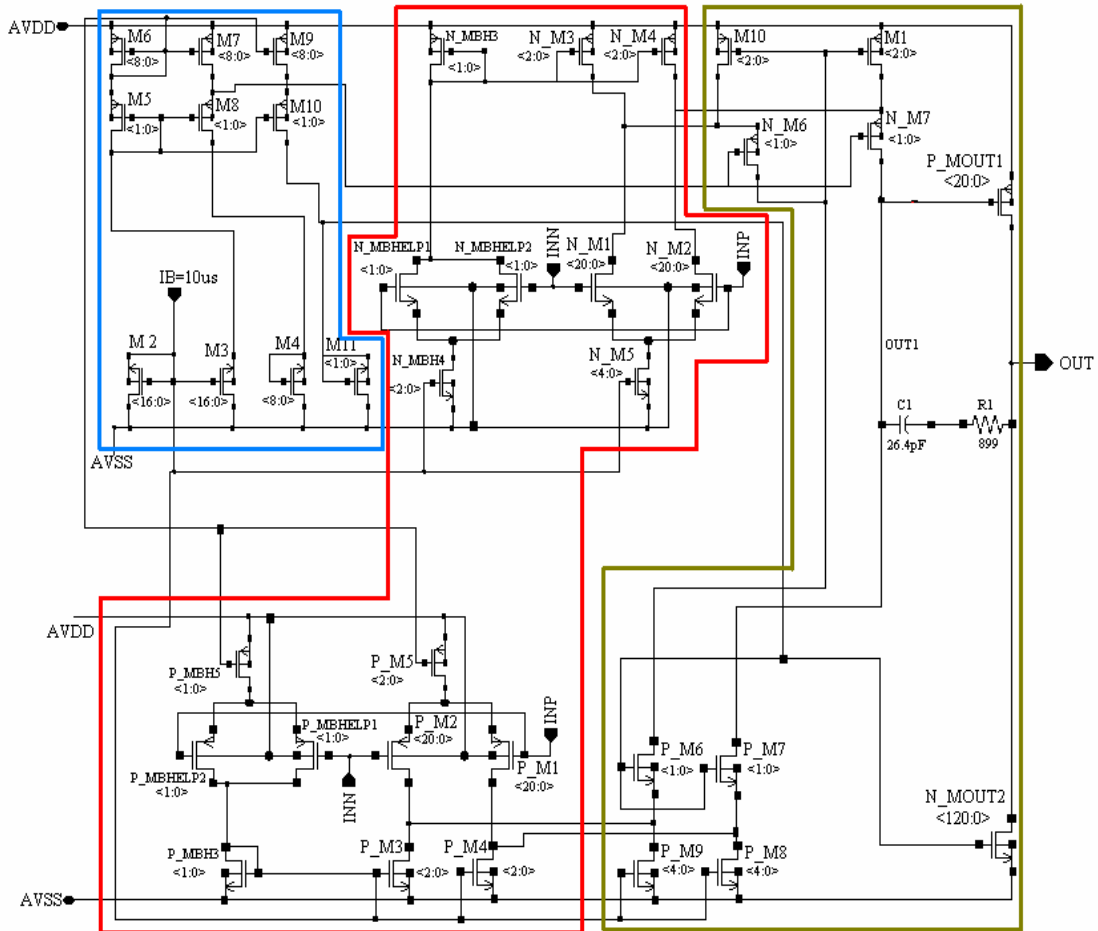 AVDD
M6
<8:0>
M7
<8:0>
M9
<8:0>
N_MBH3
<1:0>
N_M3
<2:0>
N_M4
<2:0>
M10
<2:0>
M1
<2:0>
M5
<1:0>
M8
<1:0>
M10
<1:0>
N_M6
<1:0>
N_M7
<1:0>
P_MOUT1
<20:0>
N_MBHELP1
<1:0>
N_MBHELP2
<1:0>
INN
N_M1
<20:0>
N_M2
<20:0>
INP
IB=10us
M 2
<16:0>
M3
<16:0>
M4
<8:0>
M11
<1:0>
N_MBH4
<2:0>
N_M5
<4:0>
OUT1
OUT
C1
26.4pF
R1
899
AVSS
AVDD
P_MBH5
<1:0>
P_M5
<2:0>
P_MBHELP1
<1:0>
P_M2
<20:0>
INP
P_MBHELP2
<1:0>
INN
P_M1
<20:0>
P_M6
<1:0>
P_M7
<1:0>
N_MOUT2
<120:0>
P_MBH3
<1:0>
P_M3
<2:0>
P_M4
<2:0>
P_M9
<4:0>
P_M8
<4:0>
AVSS